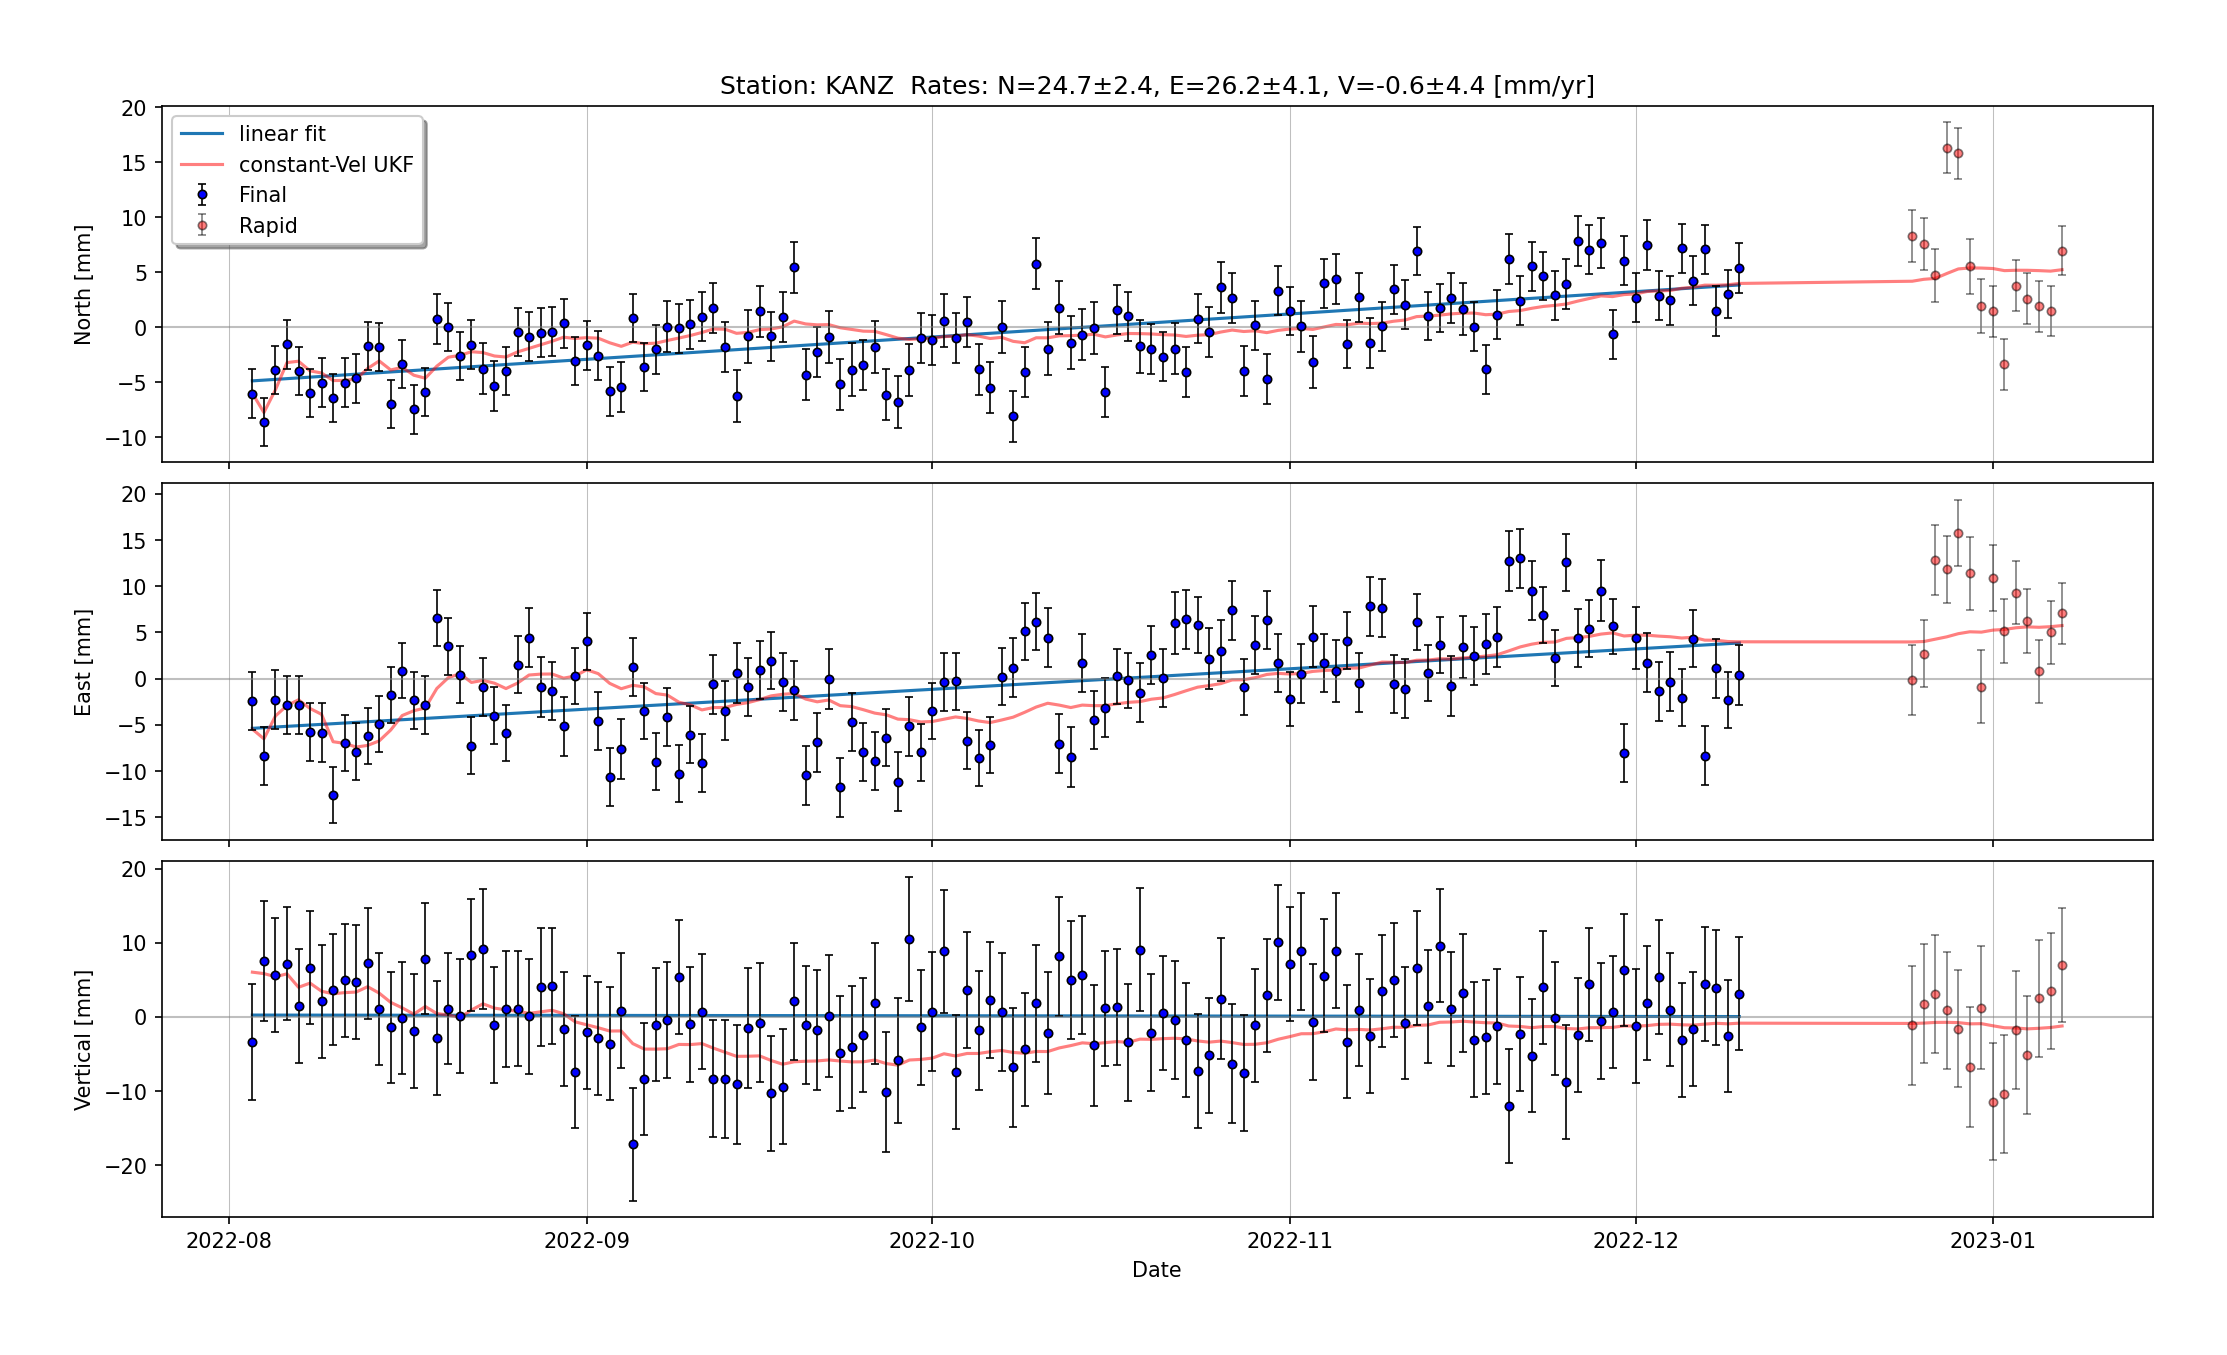 Station: KANZ  Rates: N=24.7±2.4, E=26.2±4.1, V=-0.6±4.4 [mm/yr]
linear fit
constant-Vel UKF
Final
Rapid
North [mm]
20
15
10
5
0
−5
−10
East [mm]
20
15
10
5
0
−5
−10
−15
Vertical [mm]
20
10
0
−10
−20
2022-08 2022-09 2022-10 2022-11 2022-12 2023-01
Date